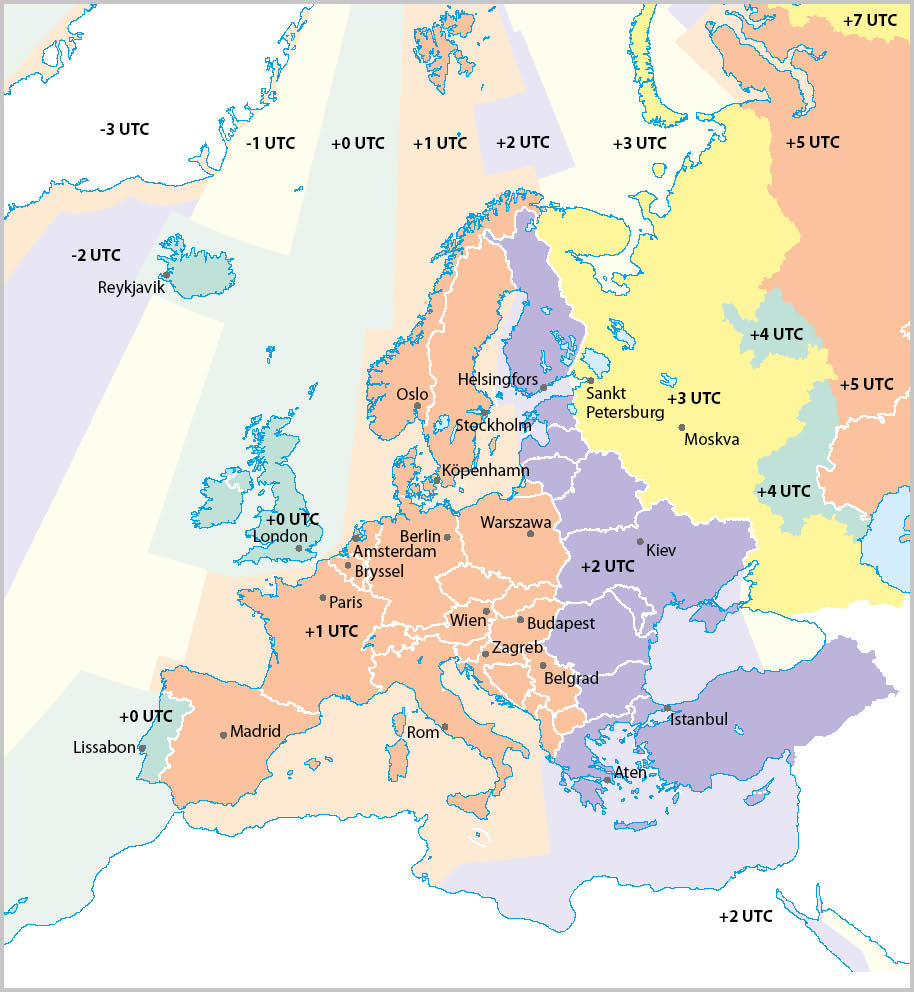 +7 UTC
-3 UTC
-1 UTC
+0 UTC
+1 UTC
+2 UTC
+3 UTC
+5 UTC
-2 UTC
Reykjavik
+4 UTC
Helsingfors
+5 UTC
Oslo
Sankt
Petersburg
+3 UTC
Stockholm
Moskva
Köpenhamn
+4 UTC
+0 UTC
London
Warszawa
Berlin
Amsterdam
Kiev
Bryssel
+2 UTC
Paris
Wien
Budapest
+1 UTC
Zagreb
Belgrad
+0 UTC
Istanbul
Lissabon
Madrid
Rom
Aten
+2 UTC